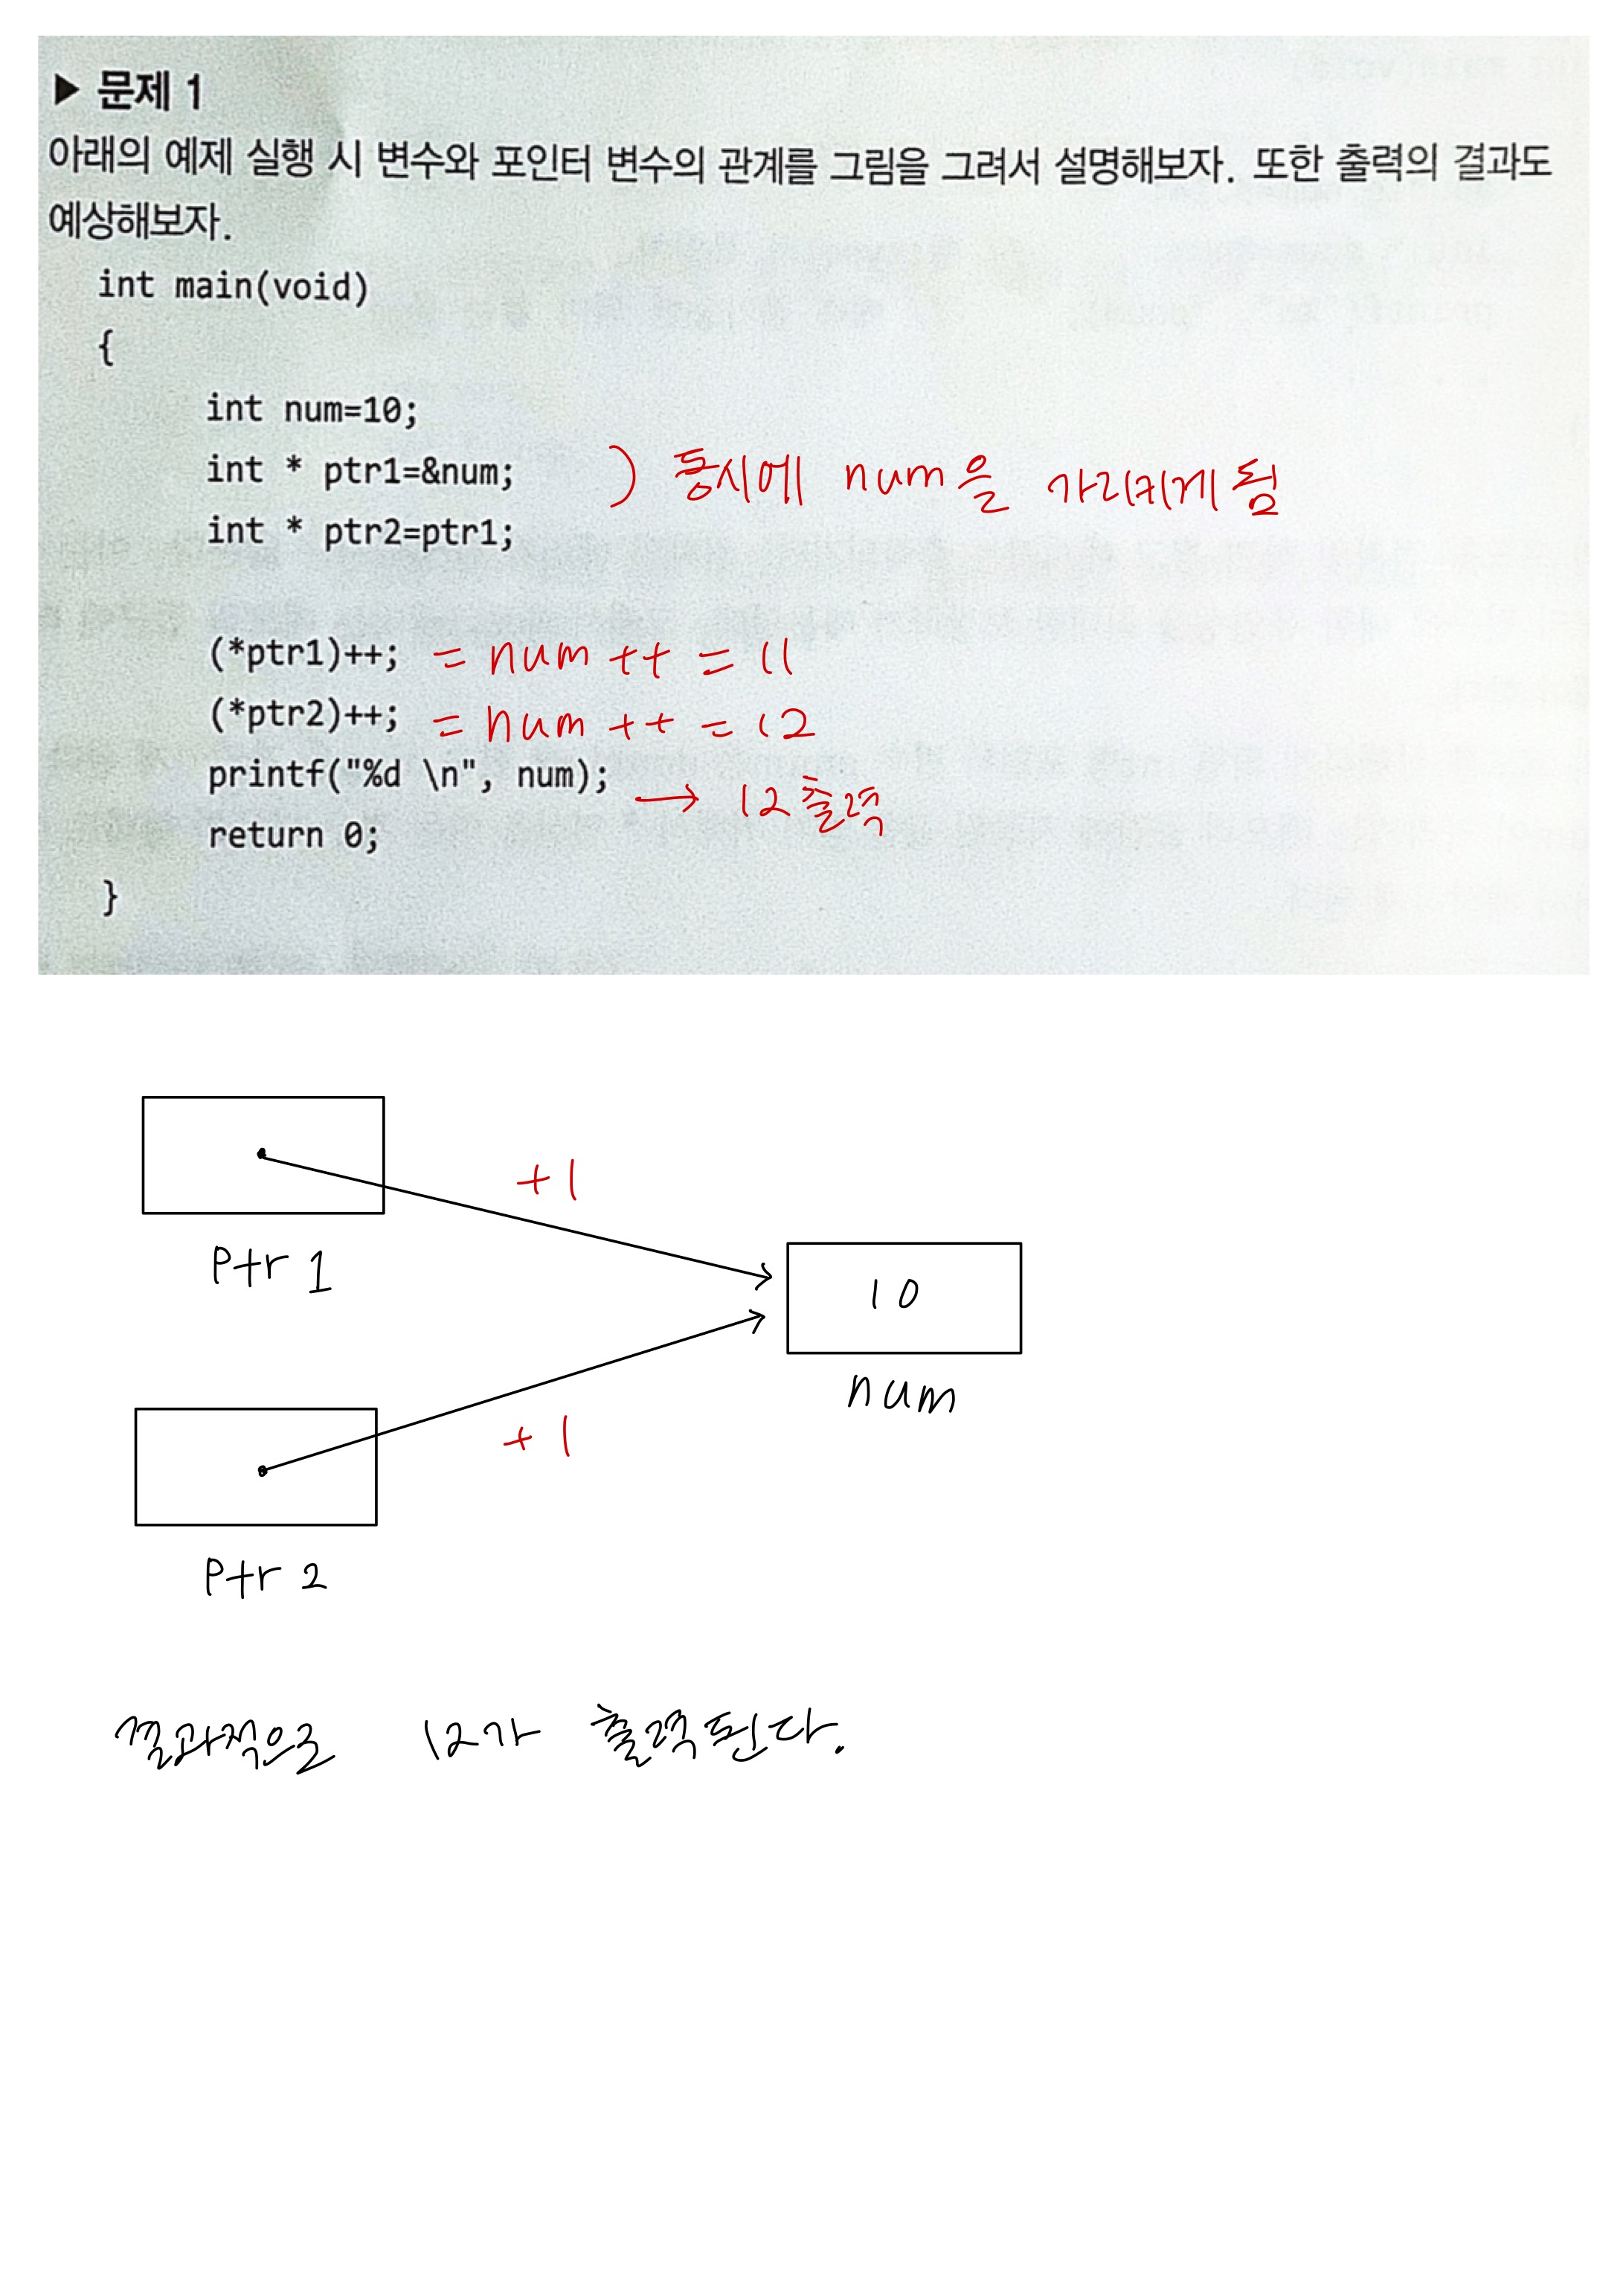 ▶ 문제 1
아래의 예제 실행 시 변수와 포인터 변수의 관계를 그림을 그려서 설명해보자. 또한 출력의 결과도
예상해보자.
int main(void)
{
int num=10;
int * ptr1=&num; ) 동시에 num을 가리키게 됨
int * ptr2=ptr1;
(*ptr1)++; = num ++ = 11
(*ptr2)++; = num ++ = 12
printf("%d \n", num); → 12 출력
return 0;
}
+1
Ptr 1
10
num
+1
Ptr 2
결과적으로 12가 출력된다.